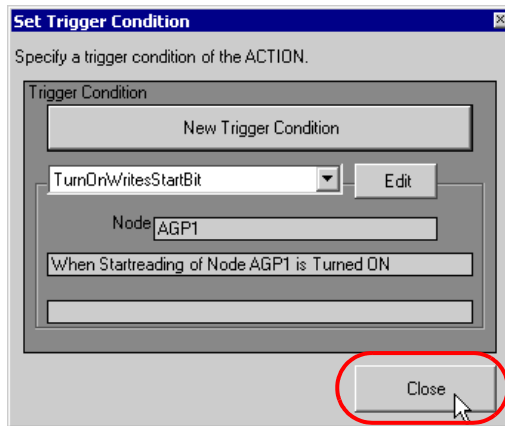 Set Trigger Condition
Specify a trigger condition of the ACTION.
Trigger Condition
New Trigger Condition
TurnOnWritesStartBit
Edit
Node AGP1
When Startreading of Node AGP1 is Turned ON
Close